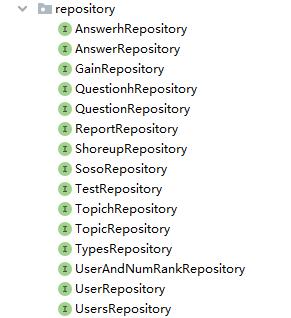 repository
AnswerhRepository
AnswerRepository
GainRepository
QuestionhRepository
QuestionRepository
ReportRepository
ShoreupRepository
SosoRepository
TestRepository
TopichRepository
TopicRepository
TypesRepository
UserAndNumRankRepository
UserRepository
UsersRepository